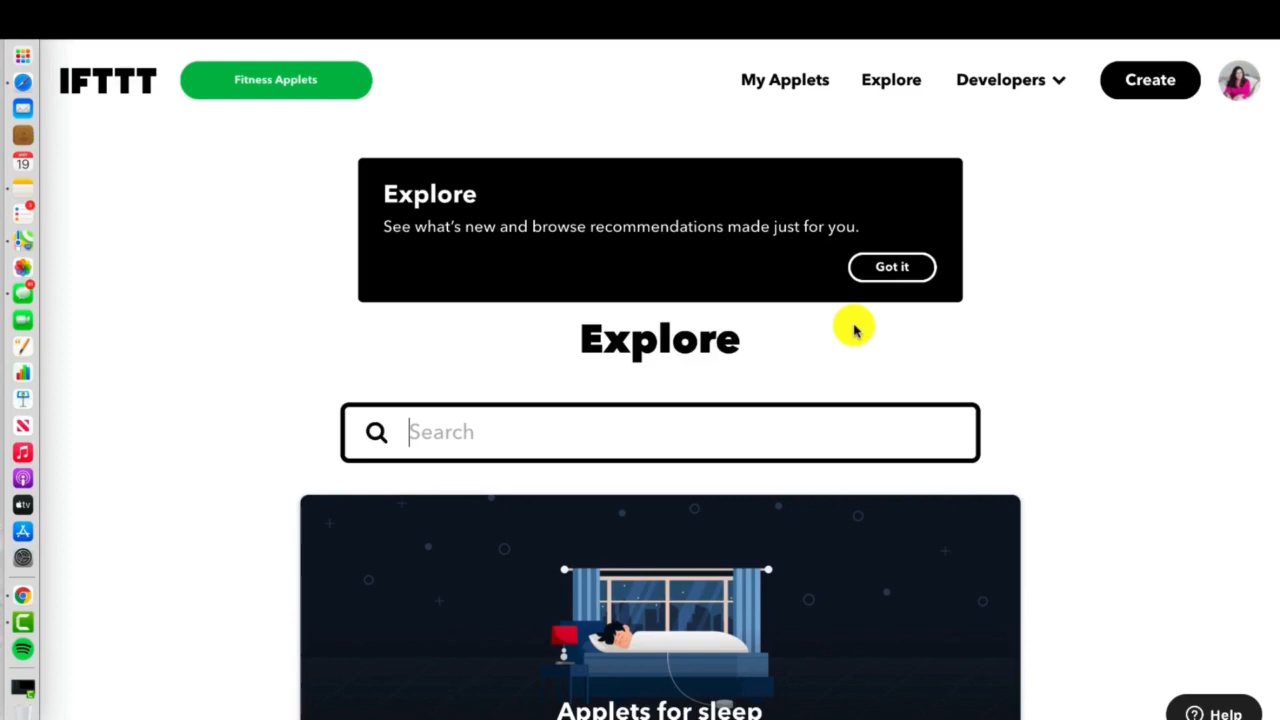 IFTTT
Fitness Applets
My Applets
Explore
Developers
Create
Explore
See what's new and browse recommendations made just for you.
Got it
Explore
Search
Applets for sleep
Help
19